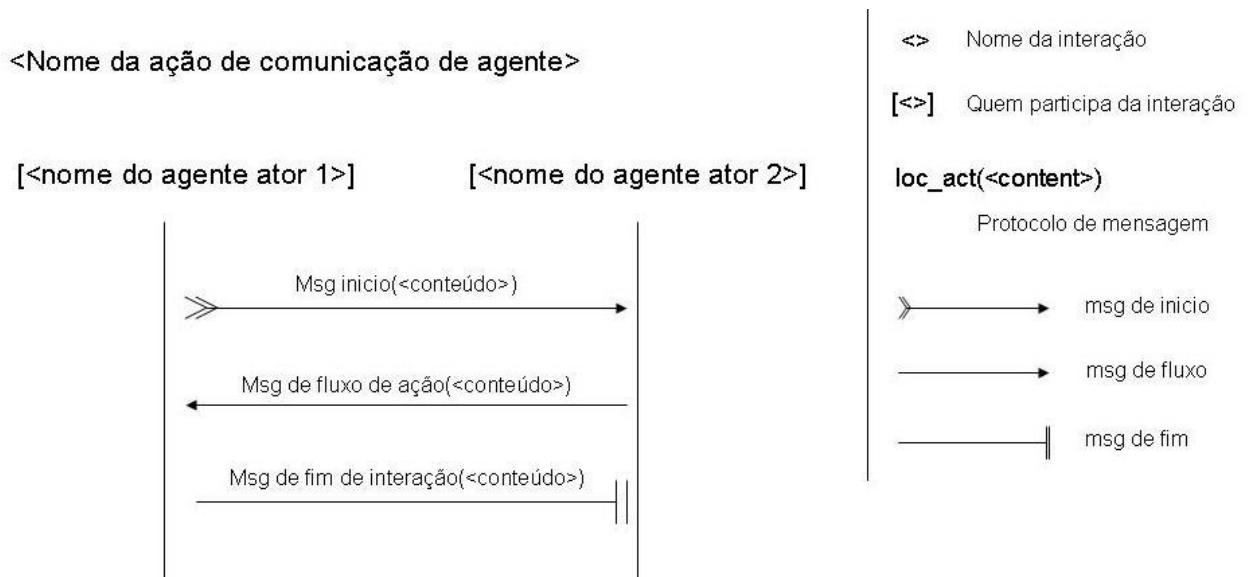 <Nome da ação de comunicação de agente>
[<nome do agente ator 1>]
[<nome do agente ator 2>]
Msg inicio(<conteúdo>)
Msg de fluxo de ação(<conteúdo>)
Msg de fim de interação(<conteúdo>)
<> Nome da interação
[<>] Quem participa da interação
loc_act(<content>)
Protocolo de mensagem
msg de inicio
msg de fluxo
msg de fim